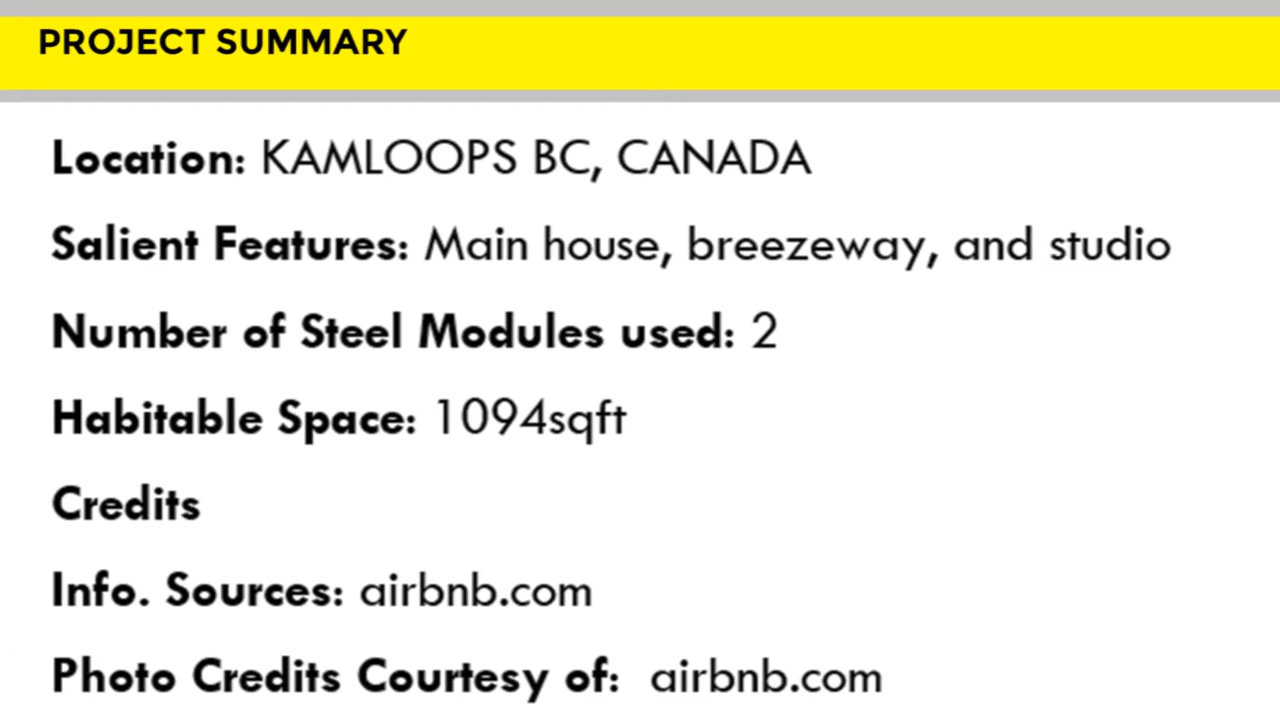 PROJECT SUMMARY
Location: KAMLOOPS BC, CANADA
Salient Features: Main house, breezeway, and studio
Number of Steel Modules used: 2
Habitable Space: 1094sqft
Credits
Info. Sources: airbnb.com
Photo Credits Courtesy of: airbnb.com